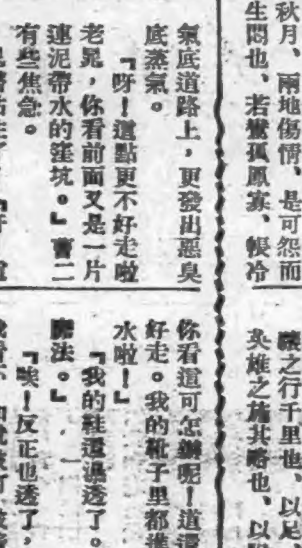 秋月、兩地傷情、是可怨而
生悶也、若鸞孤鳳寡、帳冷
之行千里也、以足、
英雄之施其略也、以
氣底道路上，更發出惡臭
底蒸氣。
『呀！這點更不好走啦
老晁，你看前面又是一片
連泥帶水的窪坑。』曹二
有些焦急。
你看這可怎辦呢！道還
好走。我的靴子里都進
水啦！』
『我的鞋還濕透了。
法。』
『唉！反正也透了，